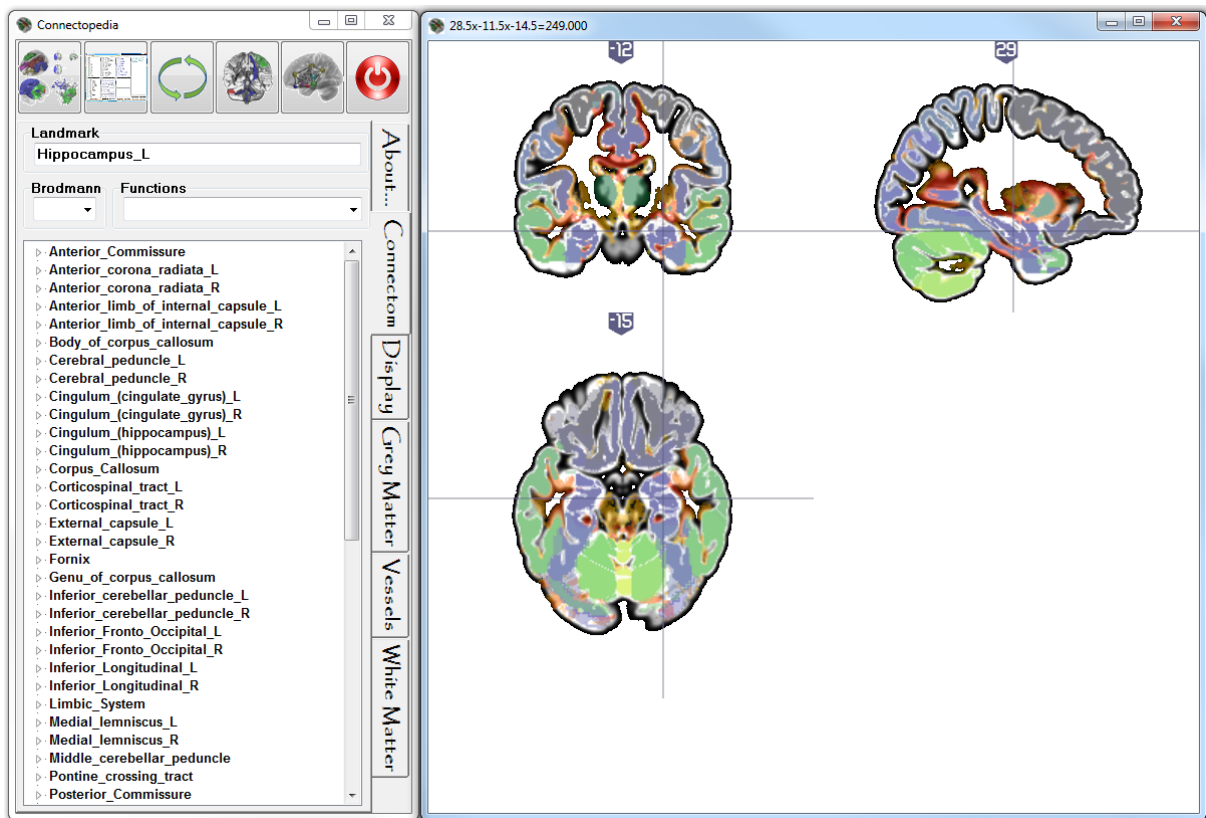 Connectopedia
Landmark
Hippocampus_L
Brodmann
Functions
Anterior_Commissure
Anterior_corona_radiata_L
Anterior_corona_radiata_R
Anterior_limb_of_internal_capsule_L
Anterior_limb_of_internal_capsule_R
Body_of_corpus_callosum
Cerebral_peduncle_L
Cerebral_peduncle_R
Cingulum_(cingulate_gyrus)_L
Cingulum_(cingulate_gyrus)_R
Cingulum_(hippocampus)_L
Cingulum_(hippocampus)_R
Corpus_Callosum
Corticospinal_tract_L
Corticospinal_tract_R
External_capsule_L
External_capsule_R
Fornix
Genu_of_corpus_callosum
Inferior_cerebellar_peduncle_L
Inferior_cerebellar_peduncle_R
Inferior_Fronto_Occipital_L
Inferior_Fronto_Occipital_R
Inferior_Longitudinal_L
Inferior_Longitudinal_R
Limbic_System
Medial_lemniscus_L
Medial_lemniscus_R
Middle_cerebellar_peduncle
Pontine_crossing_tract
Posterior_Commissure
About...
Connectom
Display
Grey Matter
Vessels
White Matter
28.5x-11.5x-14.5=249.000
-12
29
-15